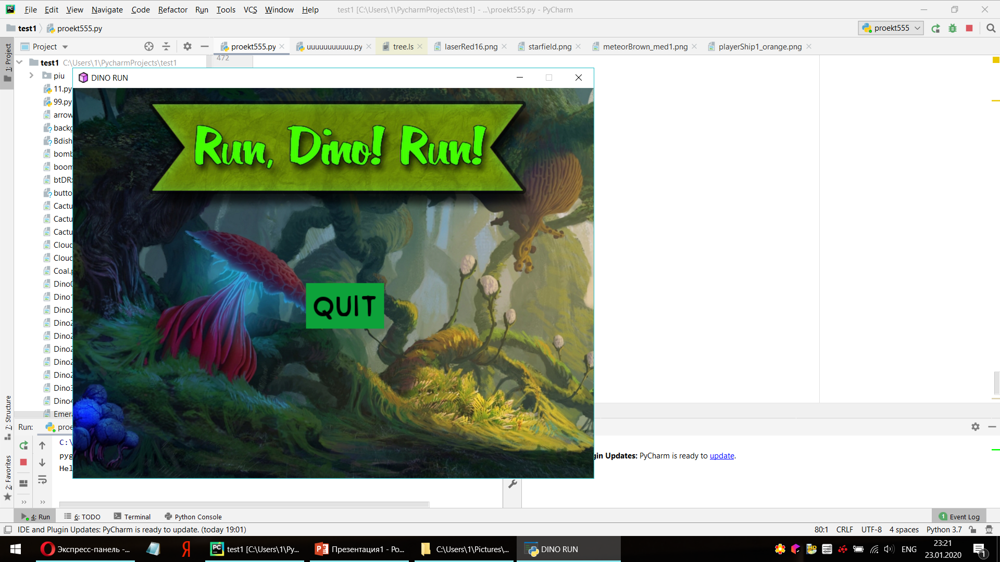 File Edit View Navigate Code Refactor Run Tools VCS Window Help test1 [C:\Users\1\PycharmProjects\test1] - ...\proekt555.py - PyCharm
test1 proekt555.py proekt555
1: Project Project proekt555.py uuuuuuuuuuu.py tree.ls laserRed16.png starfield.png meteorBrown_med1.png playerShip1_orange.png
test1 C:\Users\1\PycharmProjects\test1 472
piu
11.py
99.py
arrow
backg
Bdish
bomb
boom
btDR
butto
Cactu
Cactu
Cactu
Cloud
Cloud
Coal.p
Dino0
Dino1
Dino2
Dino2
Dino2
Dino2
Dino2
Dino2
Dino3
Dino4
Emera
DINO RUN
Run, Dino! Run!
QUIT
7: Structure
2: Favorites
Run: proe
C:\
pyg
Hel
gin Updates: PyCharm is ready to update.
4: Run 6: TODO Terminal Python Console 1 Event Log
IDE and Plugin Updates: PyCharm is ready to update. (today 19:01) 80:1 CRLF UTF-8 4 spaces Python 3.7
Экспресс-панель -... Я test1 [C:\Users\1\Py... Презентация1 - Po... C:\Users\1\Pictures\... DINO RUN ENG 23:21
23.01.2020 1